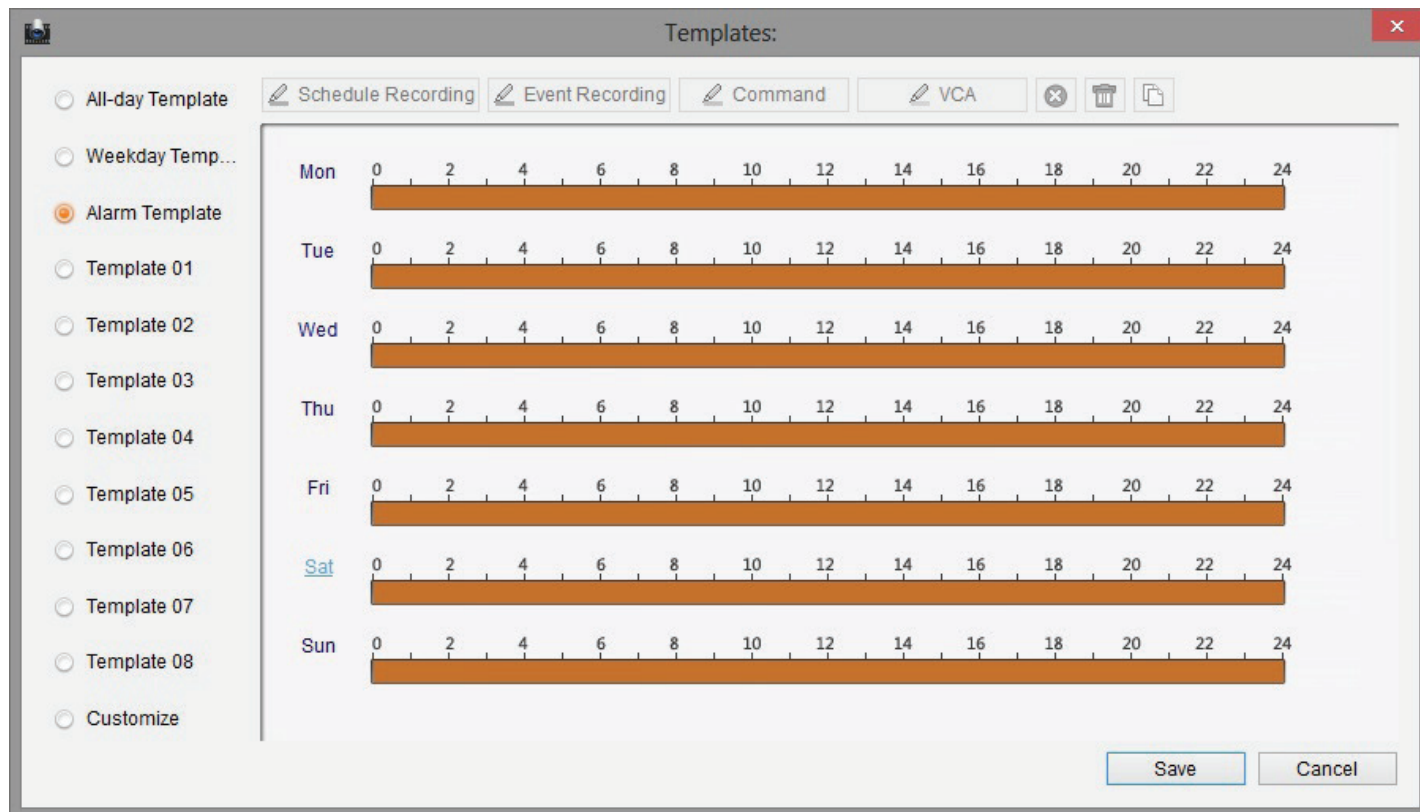 Templates:
All-day Template
Schedule Recording Event Recording Command VCA
Weekday Temp...
Mon 0 2 4 6 8 10 12 14 16 18 20 22 24
Alarm Template
Tue 0 2 4 6 8 10 12 14 16 18 20 22 24
Template 01
Template 02
Wed 0 2 4 6 8 10 12 14 16 18 20 22 24
Template 03
Thu 0 2 4 6 8 10 12 14 16 18 20 22 24
Template 04
Template 05
Fri 0 2 4 6 8 10 12 14 16 18 20 22 24
Template 06
Sat 0 2 4 6 8 10 12 14 16 18 20 22 24
Template 07
Sun 0 2 4 6 8 10 12 14 16 18 20 22 24
Template 08
Customize
Save Cancel